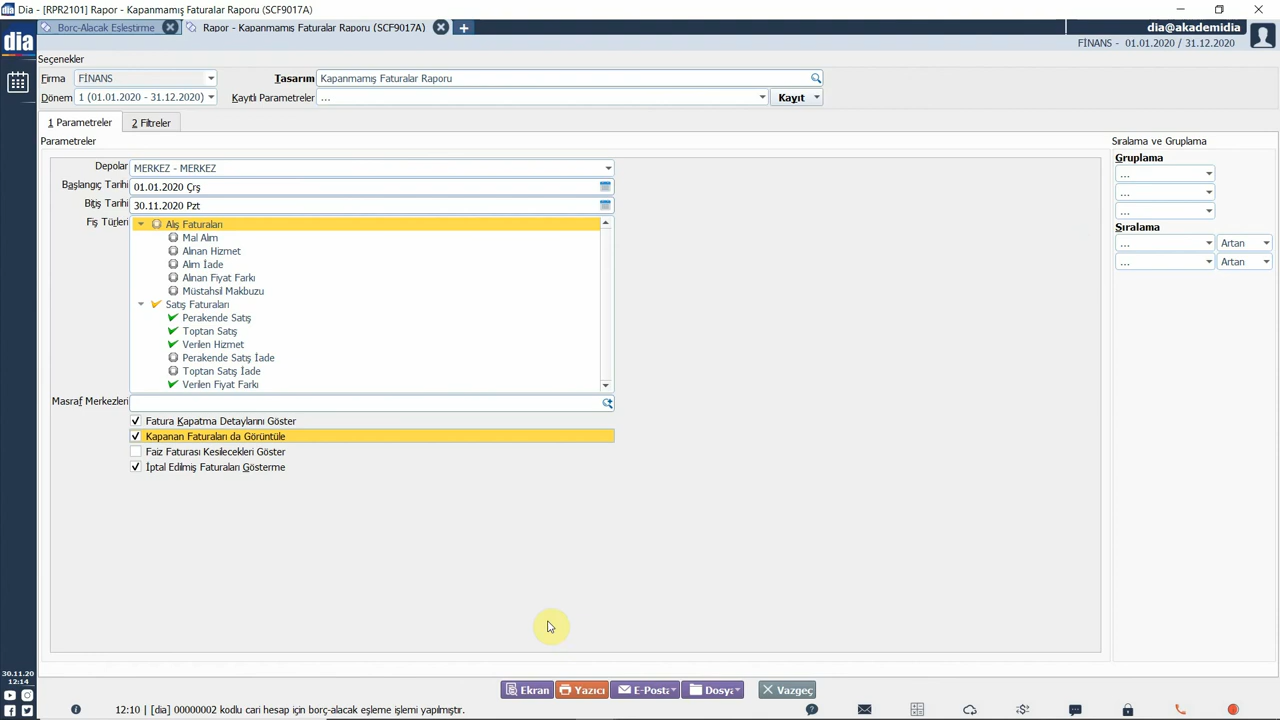 Dia - [RPR2101] Rapor - Kapanmamış Faturalar Raporu (SCF9017A)
dia
Borç-Alacak Eşleştirme
Rapor - Kapanmamış Faturalar Raporu (SCF9017A)
dia@akademidia
FİNANS - 01.01.2020 / 31.12.2020
Seçenekler
Firma FİNANS
Tasarım Kapanmamış Faturalar Raporu
Dönem 1 (01.01.2020 - 31.12.2020)
Kayıtlı Parametreler ...
Kayıt
1 Parametreler
2 Filtreler
Parametreler
Sıralama ve Gruplama
Depolar MERKEZ - MERKEZ
Başlangıç Tarihi 01.01.2020 Çrş
Bitiş Tarihi 30.11.2020 Pzt
Fiş Türleri
Alış Faturaları
Mal Alım
Alınan Hizmet
Alım İade
Alınan Fiyat Farkı
Müstahsil Makbuzu
Satış Faturaları
Perakende Satış
Toptan Satış
Verilen Hizmet
Perakende Satış İade
Toptan Satış İade
Verilen Fiyat Farkı
Masraf Merkezleri
Fatura Kapatma Detaylarını Göster
Kapanan Faturaları da Görüntüle
Faiz Faturası Kesilecekleri Göster
İptal Edilmiş Faturaları Gösterme
Gruplama
...
...
...
Sıralama
... Artan
... Artan
Ekran
Yazıcı
E-Posta
Dosya
Vazgeç
30.11.20
12:14
12:10 | [dia] 00000002 kodlu cari hesap için borç-alacak eşleme işlemi yapılmıştır.